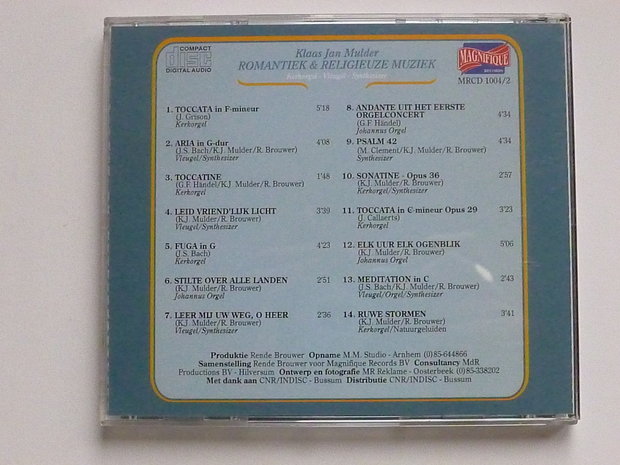 COMPACT
disc
DIGITAL AUDIO
Klaas Jan Mulder
ROMANTIEK & RELIGIEUZE MUZIEK
Kerkorgel - Vleugel - Synthesizer
MAGNIFIQUE
RECORDS
MRCD 1004/2
1. TOCCATA in F-mineur 5'18
(J. Grison)
Kerkorgel
2. ARIA in G-dur 4'08
(J.S. Bach/K.J. Mulder/R. Brouwer)
Vleugel/Synthesizer
3. TOCCATINE 1'48
(G.F. Händel/K.J. Mulder/R. Brouwer)
Kerkorgel
4. LEID VRIEND'LIJK LICHT 3'39
(K.J. Mulder/R. Brouwer)
Vleugel/Synthesizer
5. FUGA in G 4'23
(J.S. Bach)
Kerkorgel
6. STILTE OVER ALLE LANDEN 2'51
(K.J. Mulder/R. Brouwer)
Johannus Orgel
7. LEER MIJ UW WEG, O HEER 2'36
(K.J. Mulder/R. Brouwer)
Vleugel/Synthesizer
8. ANDANTE UIT HET EERSTE
ORGELCONCERT 4'34
(G.F. Händel)
Johannus Orgel
9. PSALM 42 4'34
(M. Clement/K.J. Mulder/R. Brouwer)
Synthesizer
10. SONATINE - Opus 36 2'57
(K.J. Mulder/R. Brouwer)
Kerkorgel/Synthesizer
11. TOCCATA in C-mineur Opus 29 3'23
(J. Callaerts)
Kerkorgel
12. ELK UUR ELK OGENBLIK 5'06
(K.J. Mulder/R. Brouwer)
Johannus Orgel
13. MEDITATION in C 2'43
(J.S. Bach/K.J. Mulder/R. Brouwer)
Vleugel/Orgel/Synthesizer
14. RUWE STORMEN 3'41
(K.J. Mulder/R. Brouwer)
Kerkorgel/Natuurgeluiden
Produktie Rende Brouwer Opname M.M. Studio - Arnhem (0)85-644866
Samenstelling Rende Brouwer voor Magnifique Records BV Consultancy MdR
Productions BV - Hilversum Ontwerp en fotografie MR Reklame - Oosterbeek (0)85-338202
Met dank aan CNR/INDISC - Bussum Distributie CNR/INDISC - Bussum